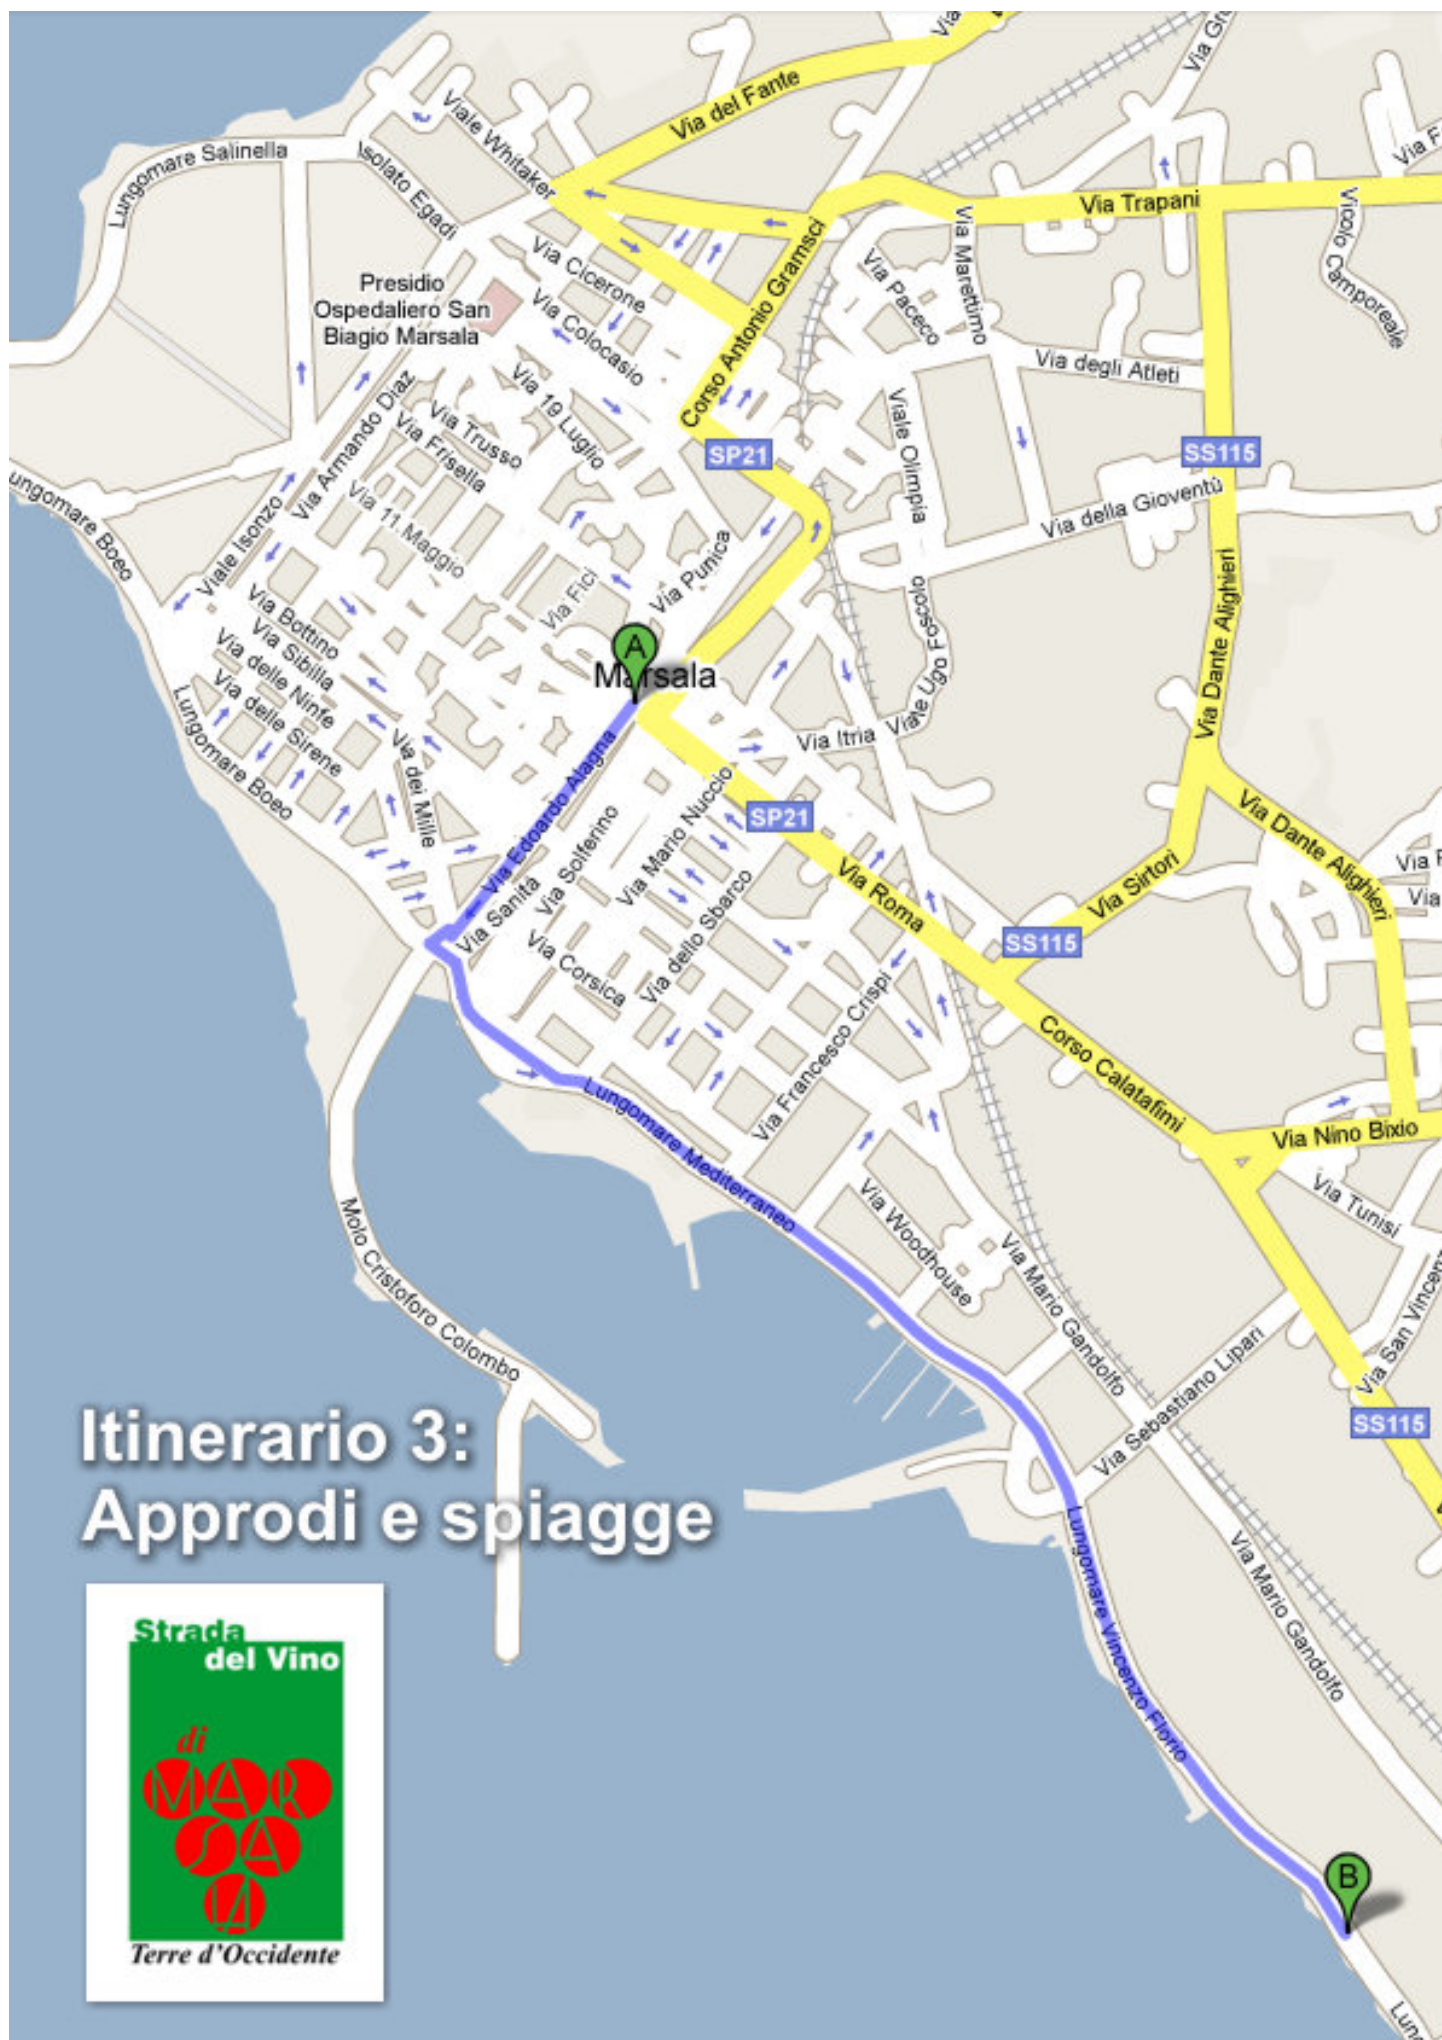 Via del Fante
Viale Whitaker
Lungomare Salinella
Isolato Egadi
Via Trapani
Vicolo Camporeale
Via Marettimo
Via Paceco
Via Cicerone
Via Colocasio
Presidio
Ospedaliero San
Biagio Marsala
Corso Antonio Gramsci
Via degli Atleti
Via 19 Luglio
Via Trusso
Via Frisella
Via Armando Diaz
Viale Olimpia
SP21
SS115
Via della Gioventù
Via 11 Maggio
Viale Isonzo
ungomare Boeo
Via Punica
Via Fici
Via Bottino
Via Sibilla
Via delle Ninfe
Via delle Sirene
Lungomare Boeo
Viale Ugo Foscolo
Via Dante Alighieri
A
Marsala
Via Itria
Via dei Mille
Via Edoardo Alagna
Via Sanità
Via Solferino
Via Mario Nuccio
SP21
Via Dante Alighieri
Via Sirtori
Via Roma
SS115
Via dello Sbarco
Via Corsica
Via Francesco Crispi
Corso Calatafimi
Via Nino Bixio
Via Tunisi
Lungomare Mediterraneo
Via Woodhouse
Molo Cristoforo Colombo
Via Mario Gandolfo
Via Sebastiano Lipari
Via San Vincen
SS115
Itinerario 3:
Approdi e spiagge
Lungomare Vincenzo Florio
Via Mario Gandolfo
Strada
del Vino
di
MAR
SA
LA
Terre d'Occidente
B